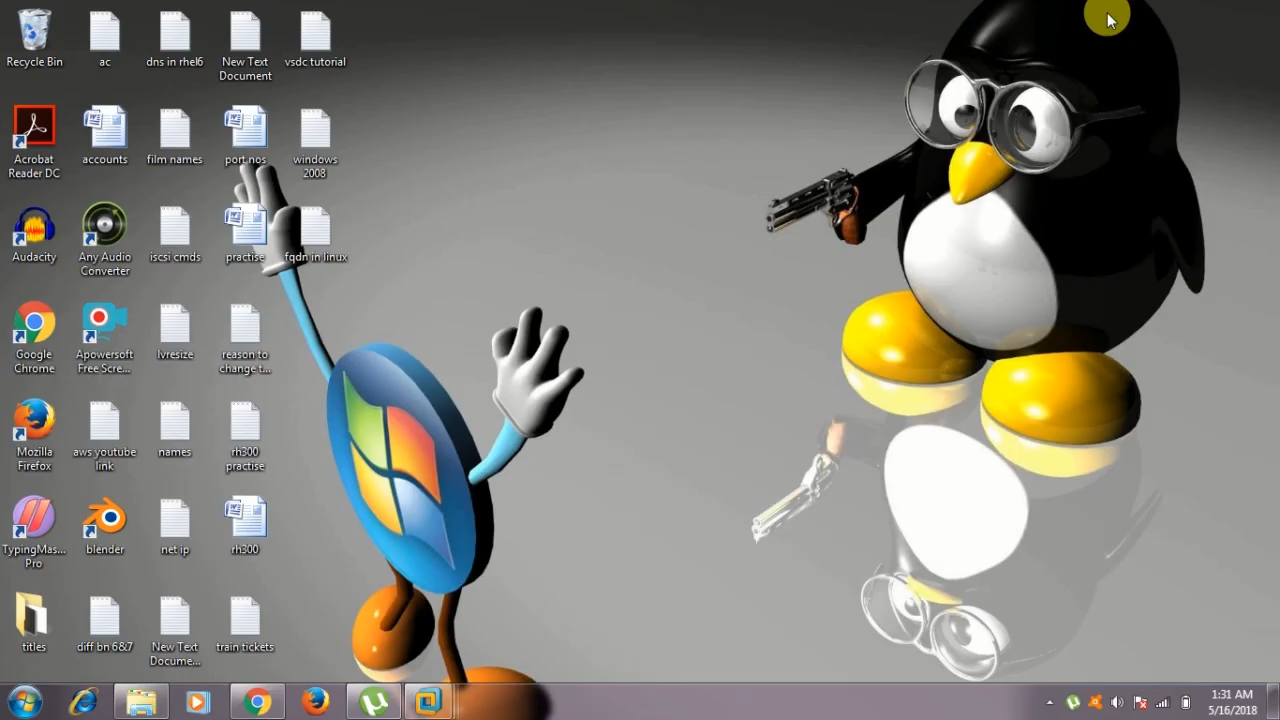 Recycle Bin
ac
dns in rhel6
New Text
Document
vsdc tutorial
Acrobat
Reader DC
accounts
film names
port nos
windows
2008
Audacity
Any Audio
Converter
iscsi cmds
practise
fqdn in linux
Google
Chrome
Apowersoft
Free Scre...
lvresize
reason to
change t...
Mozilla
Firefox
aws youtube
link
names
rh300
practise
TypingMas...
Pro
blender
net ip
rh300
titles
diff bn 6&7
New Text
Docume...
train tickets
1:31 AM
5/16/2018